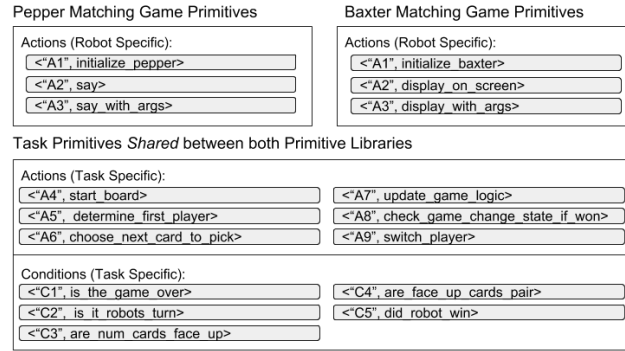 Pepper Matching Game Primitives
Actions (Robot Specific):
<“A1”, initialize_pepper>
<“A2”, say>
<“A3”, say_with_args>
Baxter Matching Game Primitives
Actions (Robot Specific):
<“A1”, initialize_baxter>
<“A2”, display_on_screen>
<“A3”, display_with_args>
Task Primitives Shared between both Primitive Libraries
Actions (Task Specific):
<“A4”, start_board>
<“A5”, determine_first_player>
<“A6”, choose_next_card_to_pick>
<“A7”, update_game_logic>
<“A8”, check_game_change_state_if_won>
<“A9”, switch_player>
Conditions (Task Specific):
<“C1”, is_the_game_over>
<“C2”, is_it_robots_turn>
<“C3”, are_num_cards_face_up>
<“C4”, are_face_up_cards_pair>
<“C5”, did_robot_win>